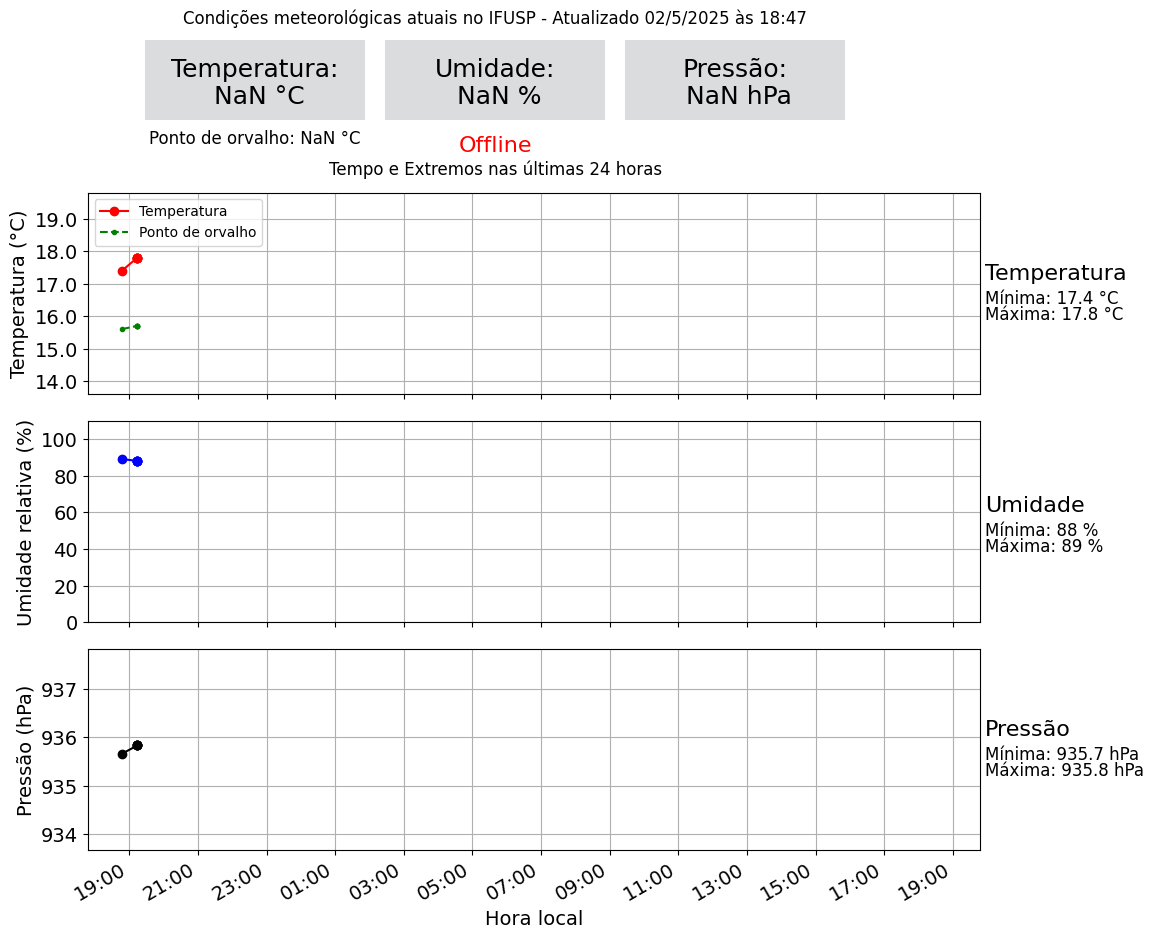 Condições meteorológicas atuais no IFUSP - Atualizado 02/5/2025 às 18:47
Temperatura:
NaN °C
Umidade:
NaN %
Pressão:
NaN hPa
Ponto de orvalho: NaN °C
Offline
Tempo e Extremos nas últimas 24 horas
Temperatura (°C)
19.0
18.0
17.0
16.0
15.0
14.0
Temperatura
Ponto de orvalho
Temperatura
Mínima: 17.4 °C
Máxima: 17.8 °C
Umidade relativa (%)
100
80
60
40
20
0
Umidade
Mínima: 88 %
Máxima: 89 %
Pressão (hPa)
937
936
935
934
Pressão
Mínima: 935.7 hPa
Máxima: 935.8 hPa
19:00 21:00 23:00 01:00 03:00 05:00 07:00 09:00 11:00 13:00 15:00 17:00 19:00
Hora local